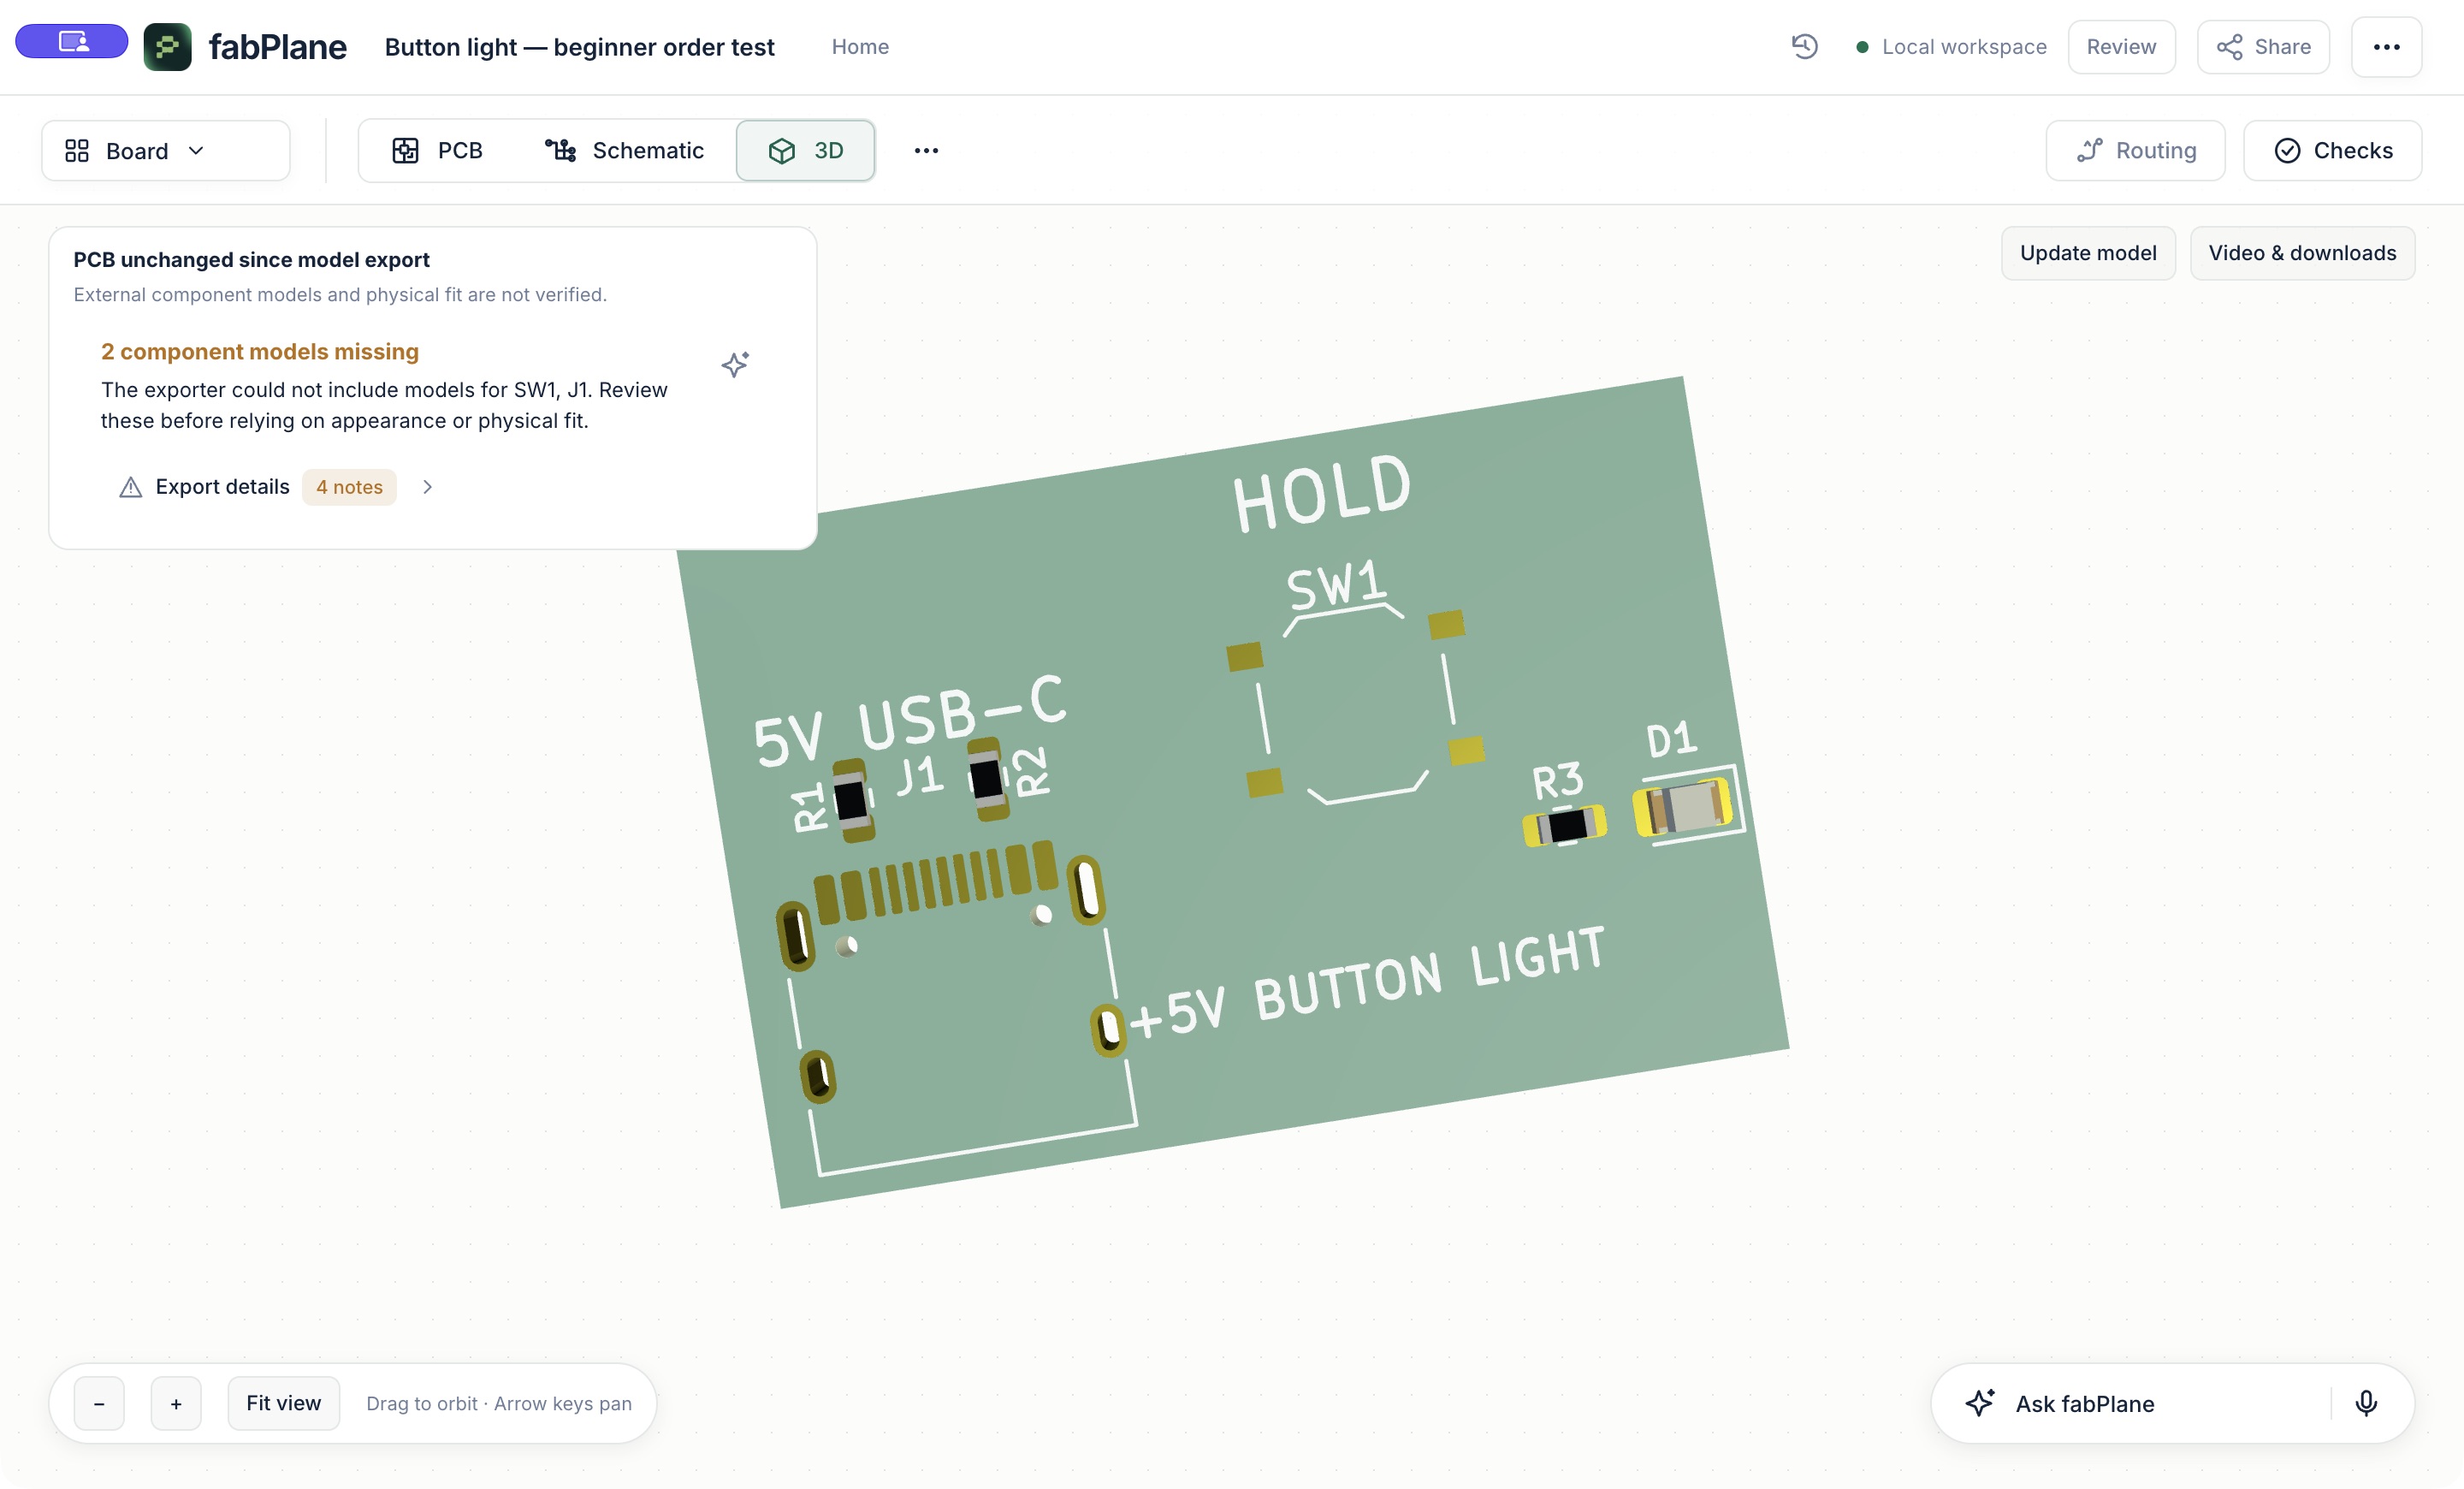 fabPlane
Button light — beginner order test
Home
Local workspace
Review
Share
Board
PCB
Schematic
3D
Routing
Checks
PCB unchanged since model export
External component models and physical fit are not verified.
2 component models missing
The exporter could not include models for SW1, J1. Review
these before relying on appearance or physical fit.
Export details
4 notes
Update model
Video & downloads
HOLD
SW1
5V USB-C
R1
J1
R2
D1
R3
+5V BUTTON LIGHT
−
+
Fit view
Drag to orbit · Arrow keys pan
Ask fabPlane